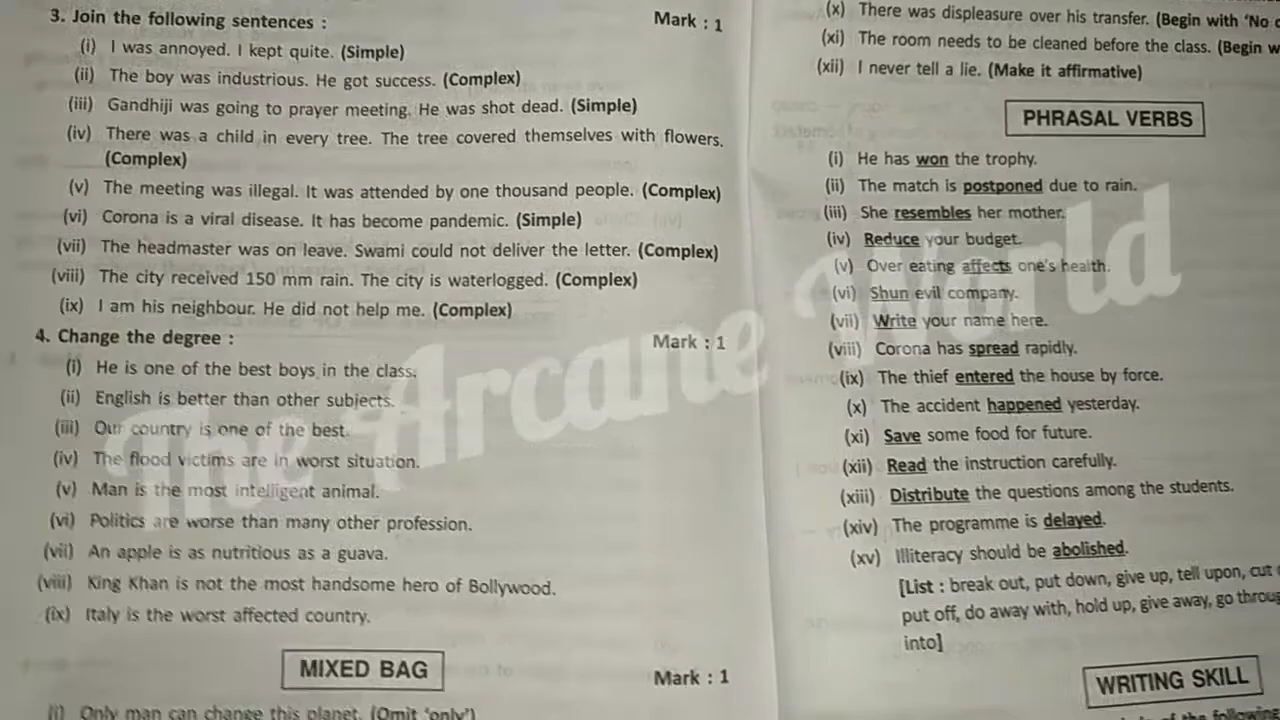 3. Join the following sentences : Mark : 1
(i) I was annoyed. I kept quite. (Simple)
(ii) The boy was industrious. He got success. (Complex)
(iii) Gandhiji was going to prayer meeting. He was shot dead. (Simple)
(iv) There was a child in every tree. The tree covered themselves with flowers.
(Complex)
(v) The meeting was illegal. It was attended by one thousand people. (Complex)
(vi) Corona is a viral disease. It has become pandemic. (Simple)
(vii) The headmaster was on leave. Swami could not deliver the letter. (Complex)
(viii) The city received 150 mm rain. The city is waterlogged. (Complex)
(ix) I am his neighbour. He did not help me. (Complex)
4. Change the degree : Mark : 1
(i) He is one of the best boys in the class.
(ii) English is better than other subjects.
(iii) Our country is one of the best.
(iv) The flood victims are in worst situation.
(v) Man is the most intelligent animal.
(vi) Politics are worse than many other profession.
(vii) An apple is as nutritious as a guava.
(viii) King Khan is not the most handsome hero of Bollywood.
(ix) Italy is the worst affected country.
MIXED BAG Mark : 1
(i) Only man can change this planet. (Omit 'only')
(x) There was displeasure over his transfer. (Begin with 'No
(xi) The room needs to be cleaned before the class. (Begin
(xii) I never tell a lie. (Make it affirmative)
PHRASAL VERBS
(i) He has won the trophy.
(ii) The match is postponed due to rain.
(iii) She resembles her mother.
(iv) Reduce your budget.
(v) Over eating affects one's health.
(vi) Shun evil company.
(vii) Write your name here.
(viii) Corona has spread rapidly.
(ix) The thief entered the house by force.
(x) The accident happened yesterday.
(xi) Save some food for future.
(xii) Read the instruction carefully.
(xiii) Distribute the questions among the students.
(xiv) The programme is delayed.
(xv) Illiteracy should be abolished.
[List : break out, put down, give up, tell upon, cut
put off, do away with, hold up, give away, go
into]
WRITING SKILL
of the following
The Arcane World